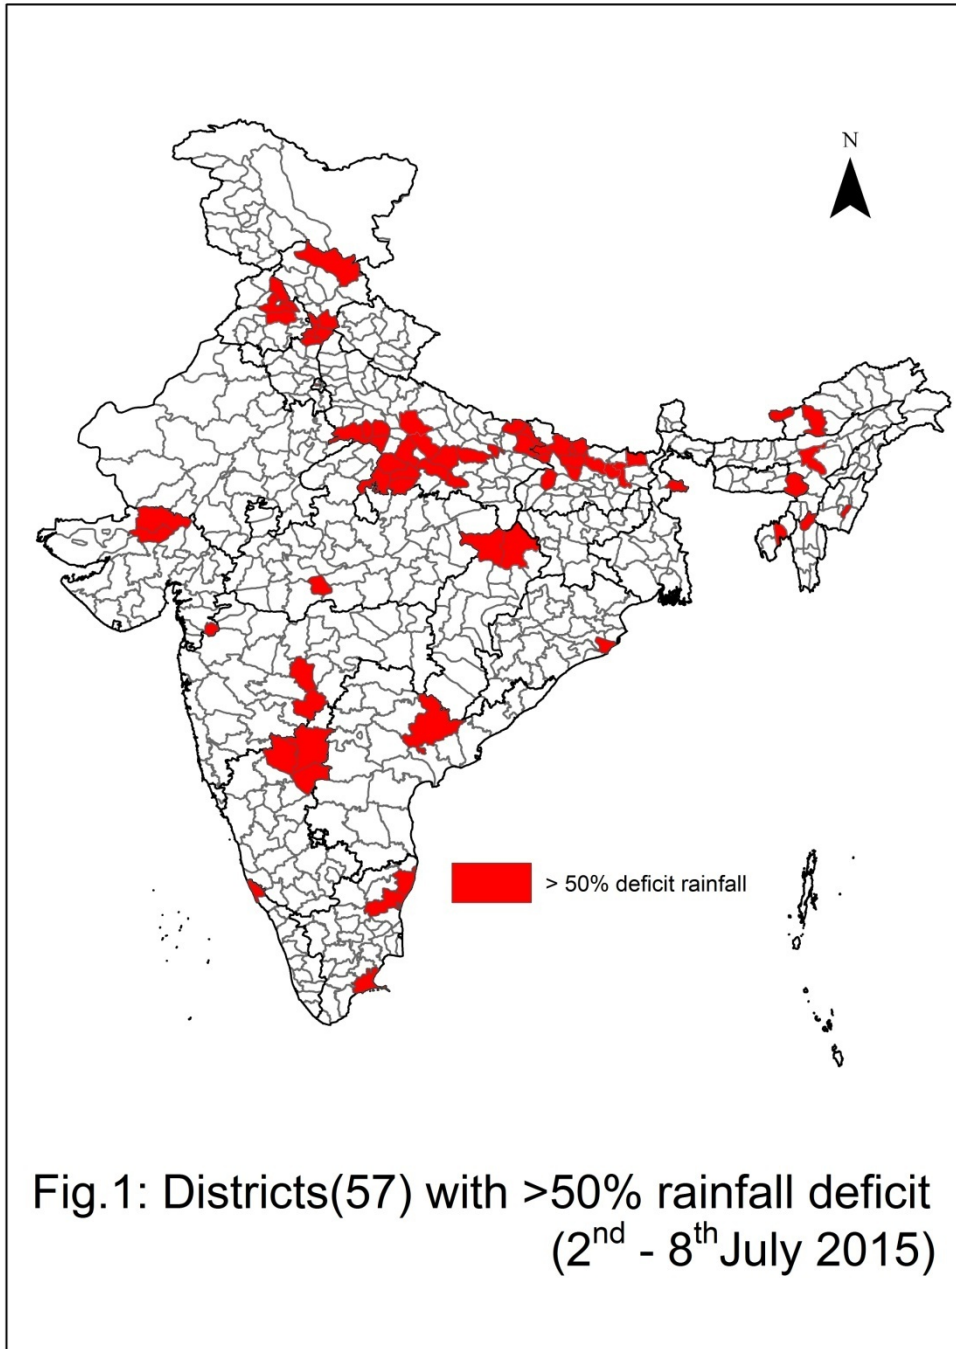 N
> 50% deficit rainfall
Fig.1: Districts(57) with >50% rainfall deficit
(2nd - 8th July 2015)